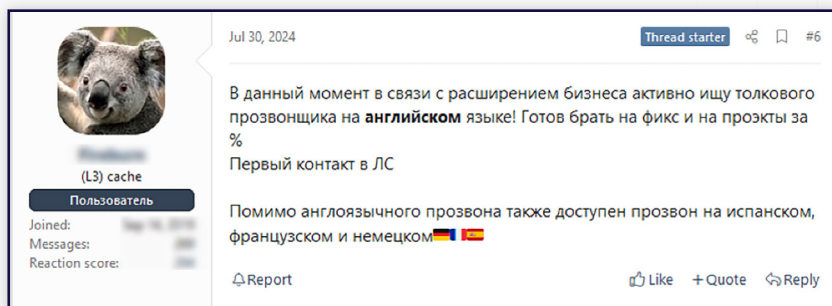 Jul 30, 2024
Thread starter
#6
В данный момент в связи с расширением бизнеса активно ищу толкового
прозвонщика на английском языке! Готов брать на фикс и на проэкты за
%
Первый контакт в ЛС
Помимо англоязычного прозвона также доступен прозвон на испанском,
французском и немецком
(L3) cache
Пользователь
Joined:
Messages:
Reaction score:
Report
Like
+Quote
Reply